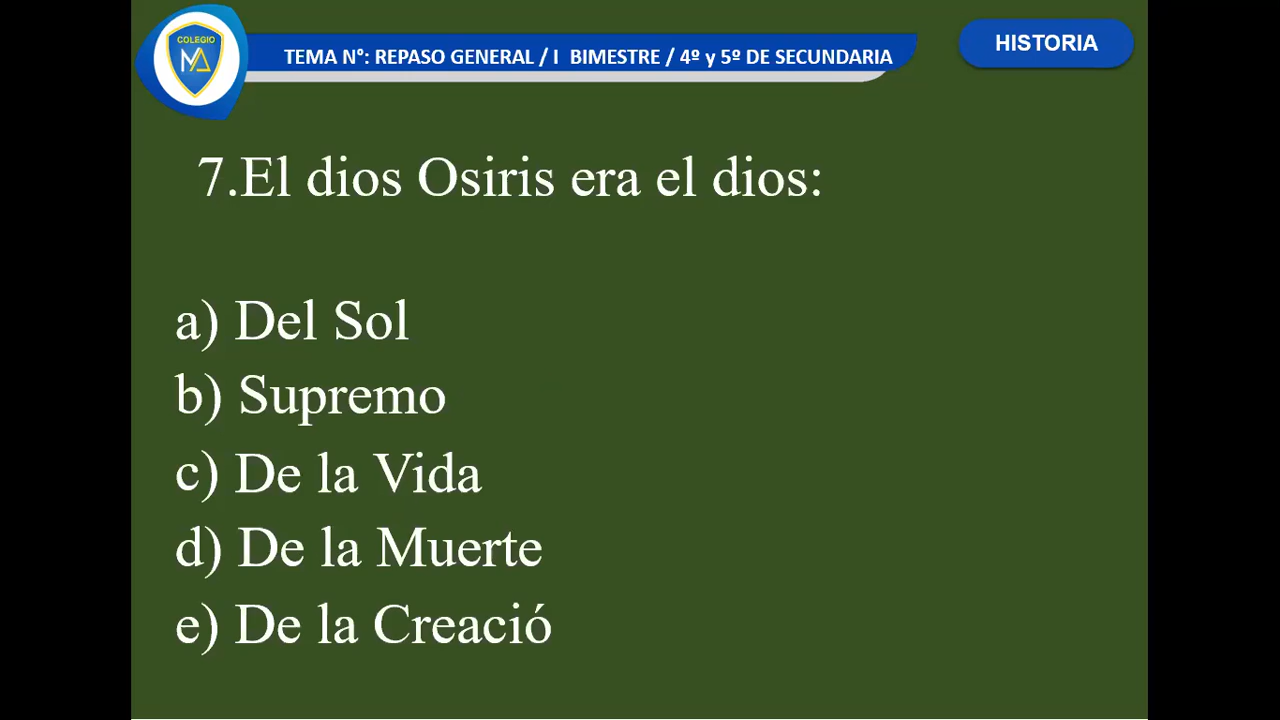 COLEGIO
MA
TEMA N°: REPASO GENERAL / I BIMESTRE / 4º y 5º DE SECUNDARIA
HISTORIA
7.El dios Osiris era el dios:
a) Del Sol
b) Supremo
c) De la Vida
d) De la Muerte
e) De la Creació